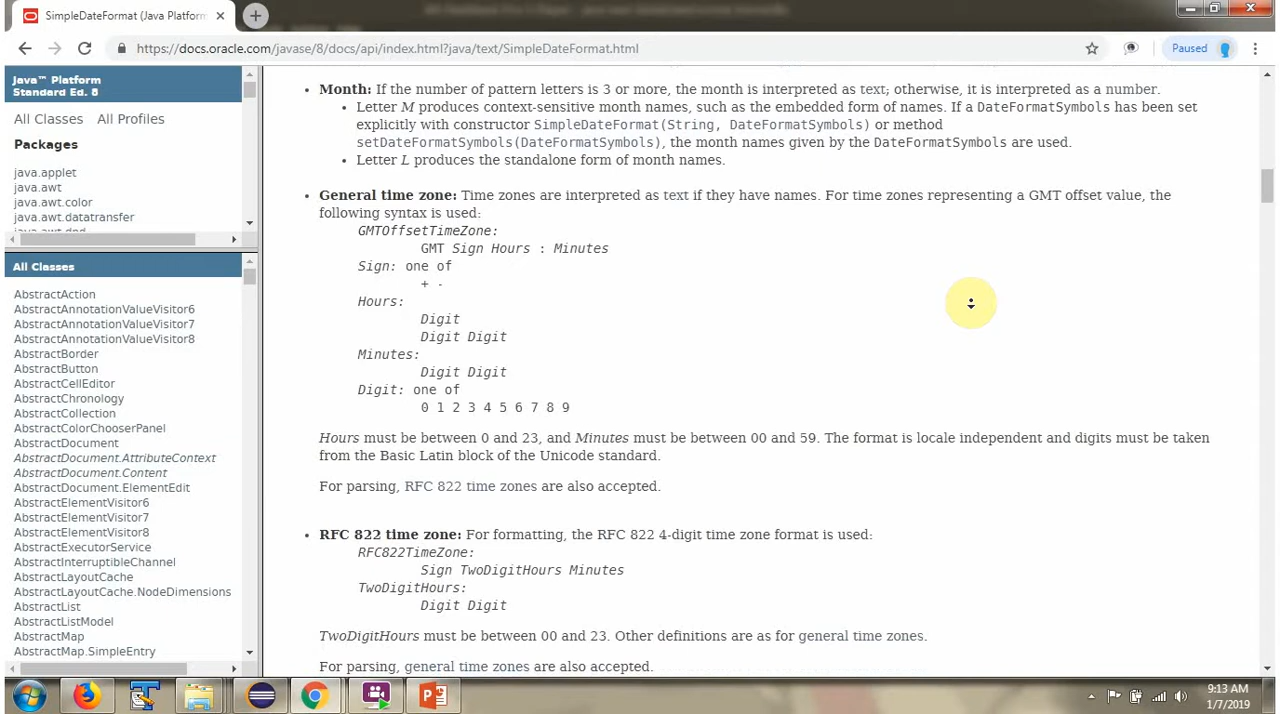 SimpleDateFormat (Java Platform
https://docs.oracle.com/javase/8/docs/api/index.html?java/text/SimpleDateFormat.html
Paused
Java™ Platform
Standard Ed. 8
All Classes All Profiles
Packages
java.applet
java.awt
java.awt.color
java.awt.datatransfer
java.awt.dnd
All Classes
AbstractAction
AbstractAnnotationValueVisitor6
AbstractAnnotationValueVisitor7
AbstractAnnotationValueVisitor8
AbstractBorder
AbstractButton
AbstractCellEditor
AbstractChronology
AbstractCollection
AbstractColorChooserPanel
AbstractDocument
AbstractDocument.AttributeContext
AbstractDocument.Content
AbstractDocument.ElementEdit
AbstractElementVisitor6
AbstractElementVisitor7
AbstractElementVisitor8
AbstractExecutorService
AbstractInterruptibleChannel
AbstractLayoutCache
AbstractLayoutCache.NodeDimensions
AbstractList
AbstractListModel
AbstractMap
AbstractMap.SimpleEntry
• Month: If the number of pattern letters is 3 or more, the month is interpreted as text; otherwise, it is interpreted as a number.
• Letter M produces context-sensitive month names, such as the embedded form of names. If a DateFormatSymbols has been set
explicitly with constructor SimpleDateFormat(String, DateFormatSymbols) or method
setDateFormatSymbols(DateFormatSymbols), the month names given by the DateFormatSymbols are used.
• Letter L produces the standalone form of month names.
• General time zone: Time zones are interpreted as text if they have names. For time zones representing a GMT offset value, the
following syntax is used:
GMTOffsetTimeZone:
GMT Sign Hours : Minutes
Sign: one of
+ -
Hours:
Digit
Digit Digit
Minutes:
Digit Digit
Digit: one of
0 1 2 3 4 5 6 7 8 9
Hours must be between 0 and 23, and Minutes must be between 00 and 59. The format is locale independent and digits must be taken
from the Basic Latin block of the Unicode standard.
For parsing, RFC 822 time zones are also accepted.
• RFC 822 time zone: For formatting, the RFC 822 4-digit time zone format is used:
RFC822TimeZone:
Sign TwoDigitHours Minutes
TwoDigitHours:
Digit Digit
TwoDigitHours must be between 00 and 23. Other definitions are as for general time zones.
For parsing, general time zones are also accepted.
9:13 AM
1/7/2019